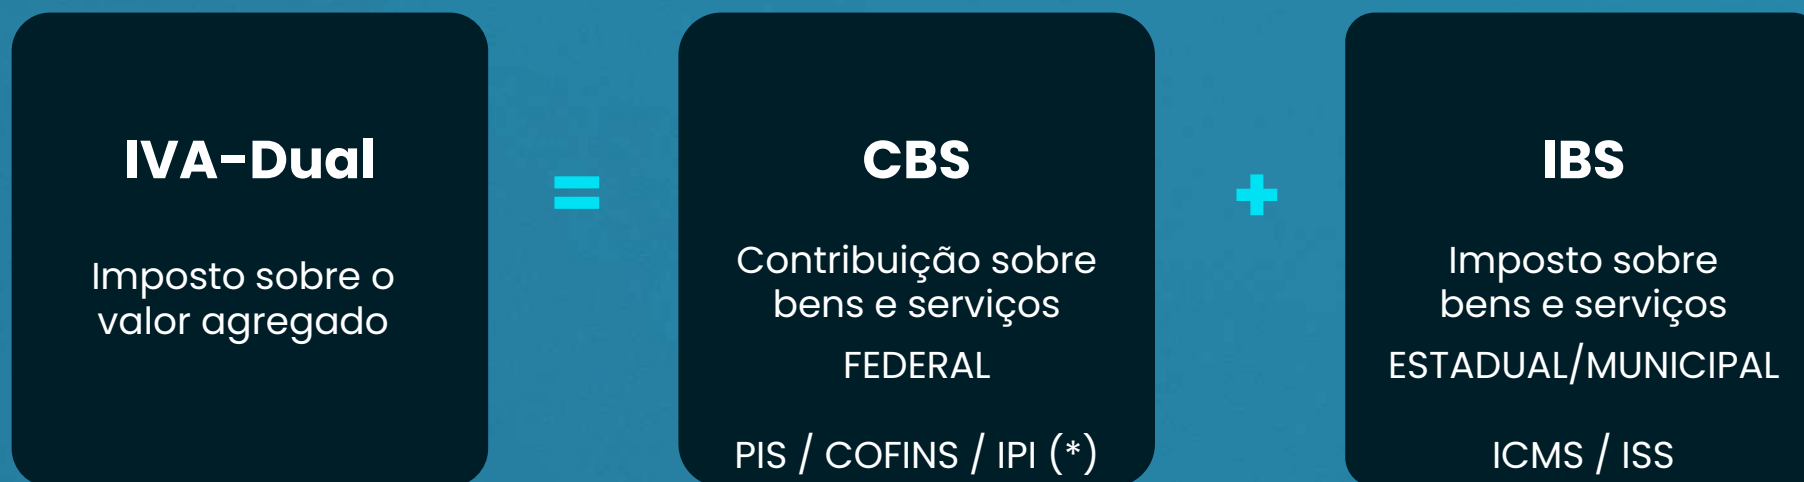 IVA-Dual
Imposto sobre o
valor agregado
=
CBS
Contribuição sobre
bens e serviços
FEDERAL
PIS / COFINS / IPI (*)
+
IBS
Imposto sobre
bens e serviços
ESTADUAL/MUNICIPAL
ICMS / ISS